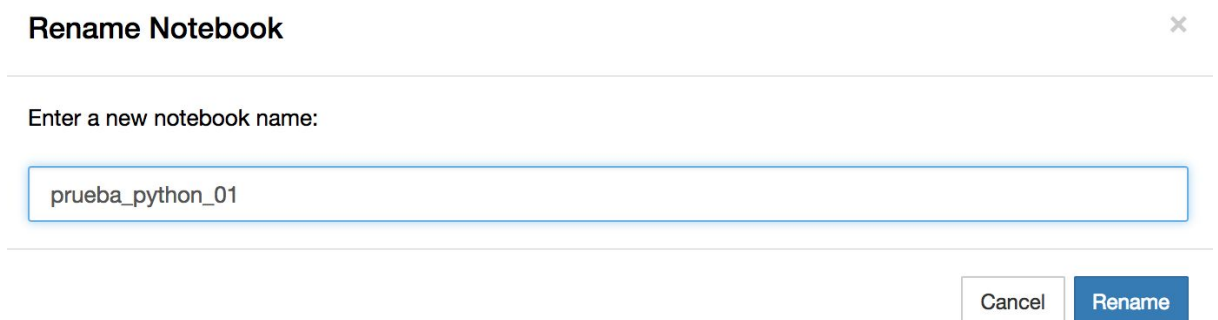 Rename Notebook ×
Enter a new notebook name:
prueba_python_01
Cancel Rename